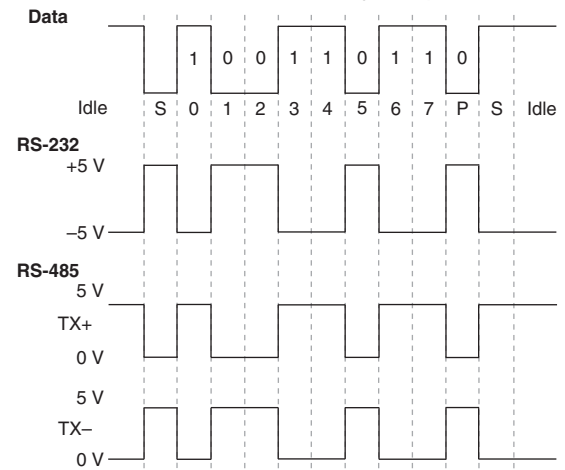 Data
1 0 0 1 1 0 1 1 0
Idle S 0 1 2 3 4 5 6 7 P S Idle
RS-232
+5 V
–5 V
RS-485
5 V
TX+
0 V
5 V
TX–
0 V